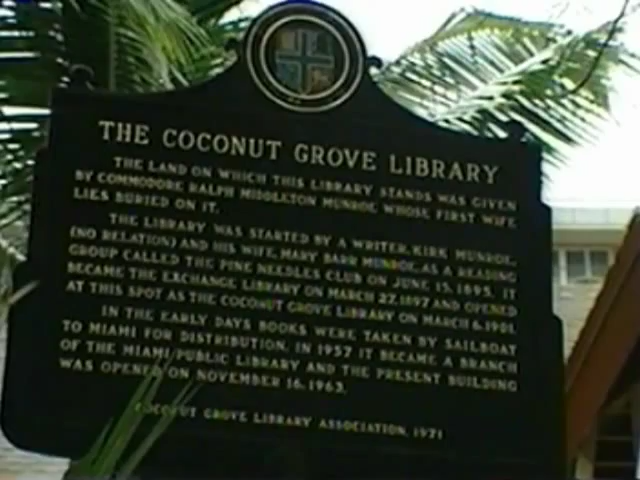 THE COCONUT GROVE LIBRARY
THE LAND ON WHICH THIS LIBRARY STANDS WAS GIVEN
BY COMMODORE RALPH MIDDLETON MUNROE, WHOSE FIRST WIFE
LIES BURIED ON IT.
THE LIBRARY WAS STARTED BY A WRITER, KIRK MUNROE,
(NO RELATION) AND HIS WIFE, MARY BARR MUNROE, AS A READING
GROUP CALLED THE PINE NEEDLES CLUB ON JUNE 15, 1895. IT
BECAME THE EXCHANGE LIBRARY ON MARCH 27, 1897 AND OPENED
AT THIS SPOT AS THE COCONUT GROVE LIBRARY ON MARCH 6, 1901.
IN THE EARLY DAYS BOOKS WERE TAKEN BY SAILBOAT
TO MIAMI FOR DISTRIBUTION. IN 1957 IT BECAME A BRANCH
OF THE MIAMI PUBLIC LIBRARY AND THE PRESENT BUILDING
WAS OPENED ON NOVEMBER 16, 1963.
COCONUT GROVE LIBRARY ASSOCIATION, 1971